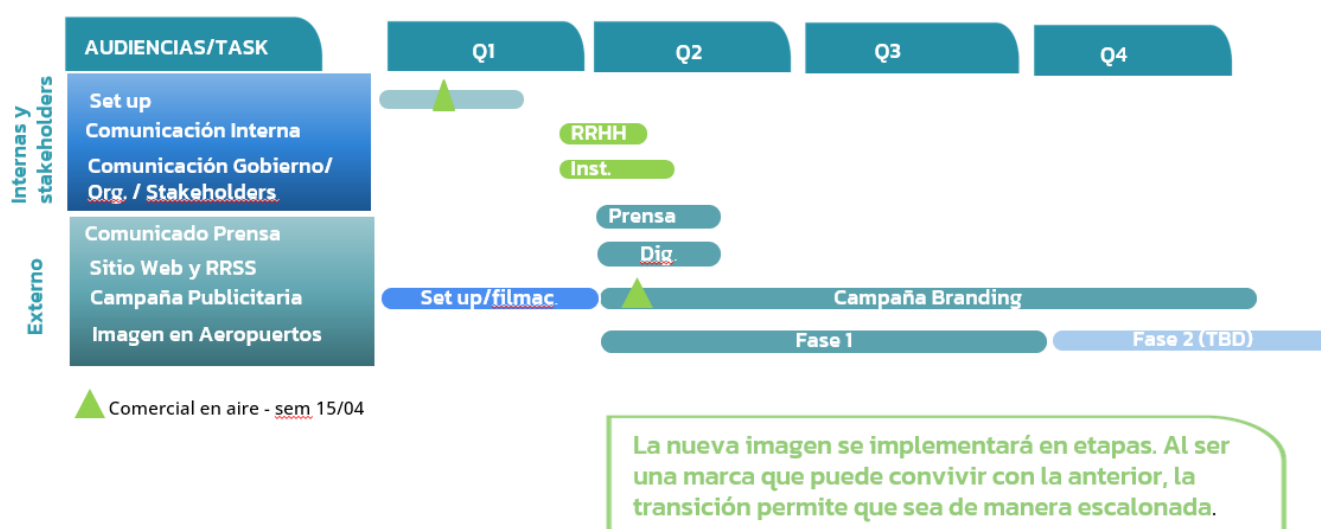 AUDIENCIAS/TASK
Q1
Q2
Q3
Q4
Internas y
stakeholders
Set up
Comunicación Interna
RRHH
Comunicación Gobierno/
Org. / Stakeholders
Inst.
Externo
Comunicado Prensa
Prensa
Sitio Web y RRSS
Dig.
Campaña Publicitaria
Set up/filmac.
Campaña Branding
Imagen en Aeropuertos
Fase 1
Fase 2 (TBD)
Comercial en aire - sem 15/04
La nueva imagen se implementará en etapas. Al ser
una marca que puede convivir con la anterior, la
transición permite que sea de manera escalonada.